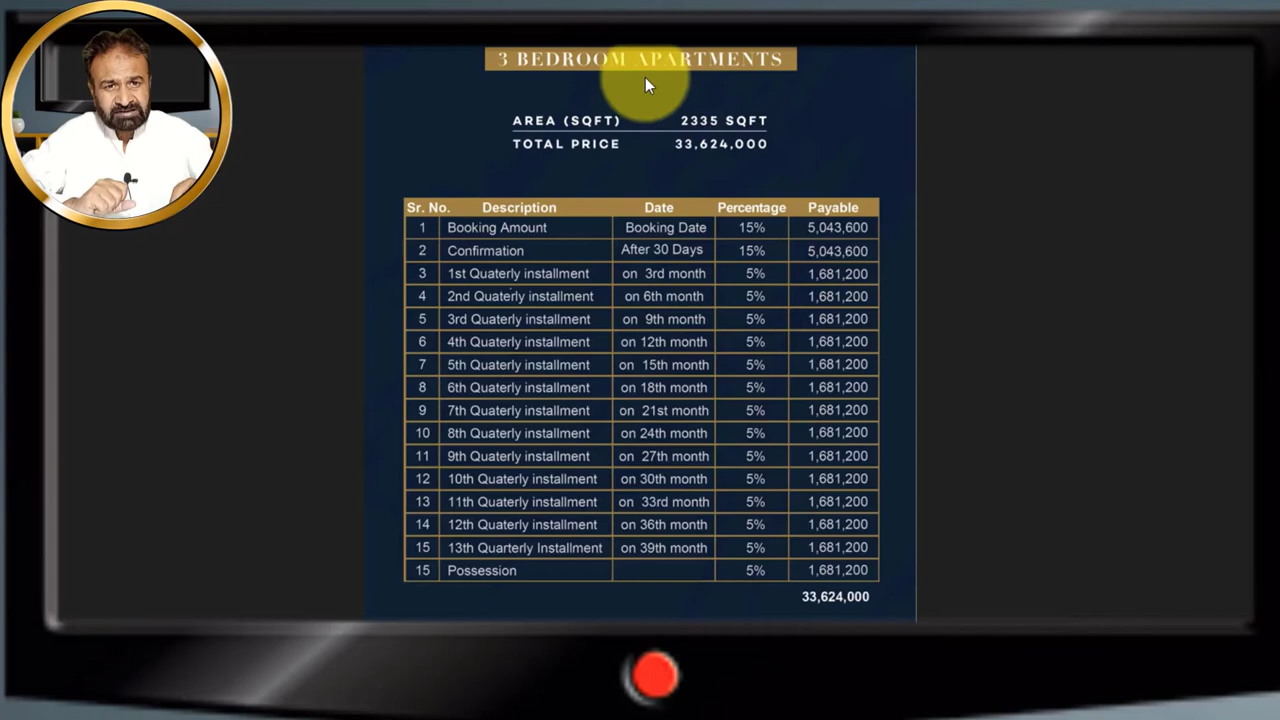 3 BEDROOM APARTMENTS
AREA (SQFT) 2335 SQFT
TOTAL PRICE 33,624,000
Sr. No. Description Date Percentage Payable
1 Booking Amount Booking Date 15% 5,043,600
2 Confirmation After 30 Days 15% 5,043,600
3 1st Quaterly installment on 3rd month 5% 1,681,200
4 2nd Quaterly installment on 6th month 5% 1,681,200
5 3rd Quaterly installment on 9th month 5% 1,681,200
6 4th Quaterly installment on 12th month 5% 1,681,200
7 5th Quaterly installment on 15th month 5% 1,681,200
8 6th Quaterly installment on 18th month 5% 1,681,200
9 7th Quaterly installment on 21st month 5% 1,681,200
10 8th Quaterly installment on 24th month 5% 1,681,200
11 9th Quaterly installment on 27th month 5% 1,681,200
12 10th Quaterly installment on 30th month 5% 1,681,200
13 11th Quaterly installment on 33rd month 5% 1,681,200
14 12th Quaterly installment on 36th month 5% 1,681,200
15 13th Quarterly Installment on 39th month 5% 1,681,200
15 Possession 5% 1,681,200
33,624,000